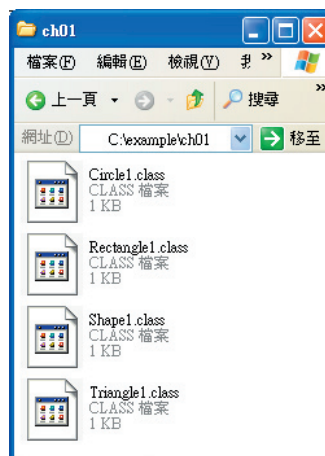 ch01
檔案(F) 編輯(E) 檢視(V) »
上一頁 搜尋 »
網址(D) C:\example\ch01 移至
Circle1.class
CLASS 檔案
1 KB
Rectangle1.class
CLASS 檔案
1 KB
Shape1.class
CLASS 檔案
1 KB
Triangle1.class
CLASS 檔案
1 KB